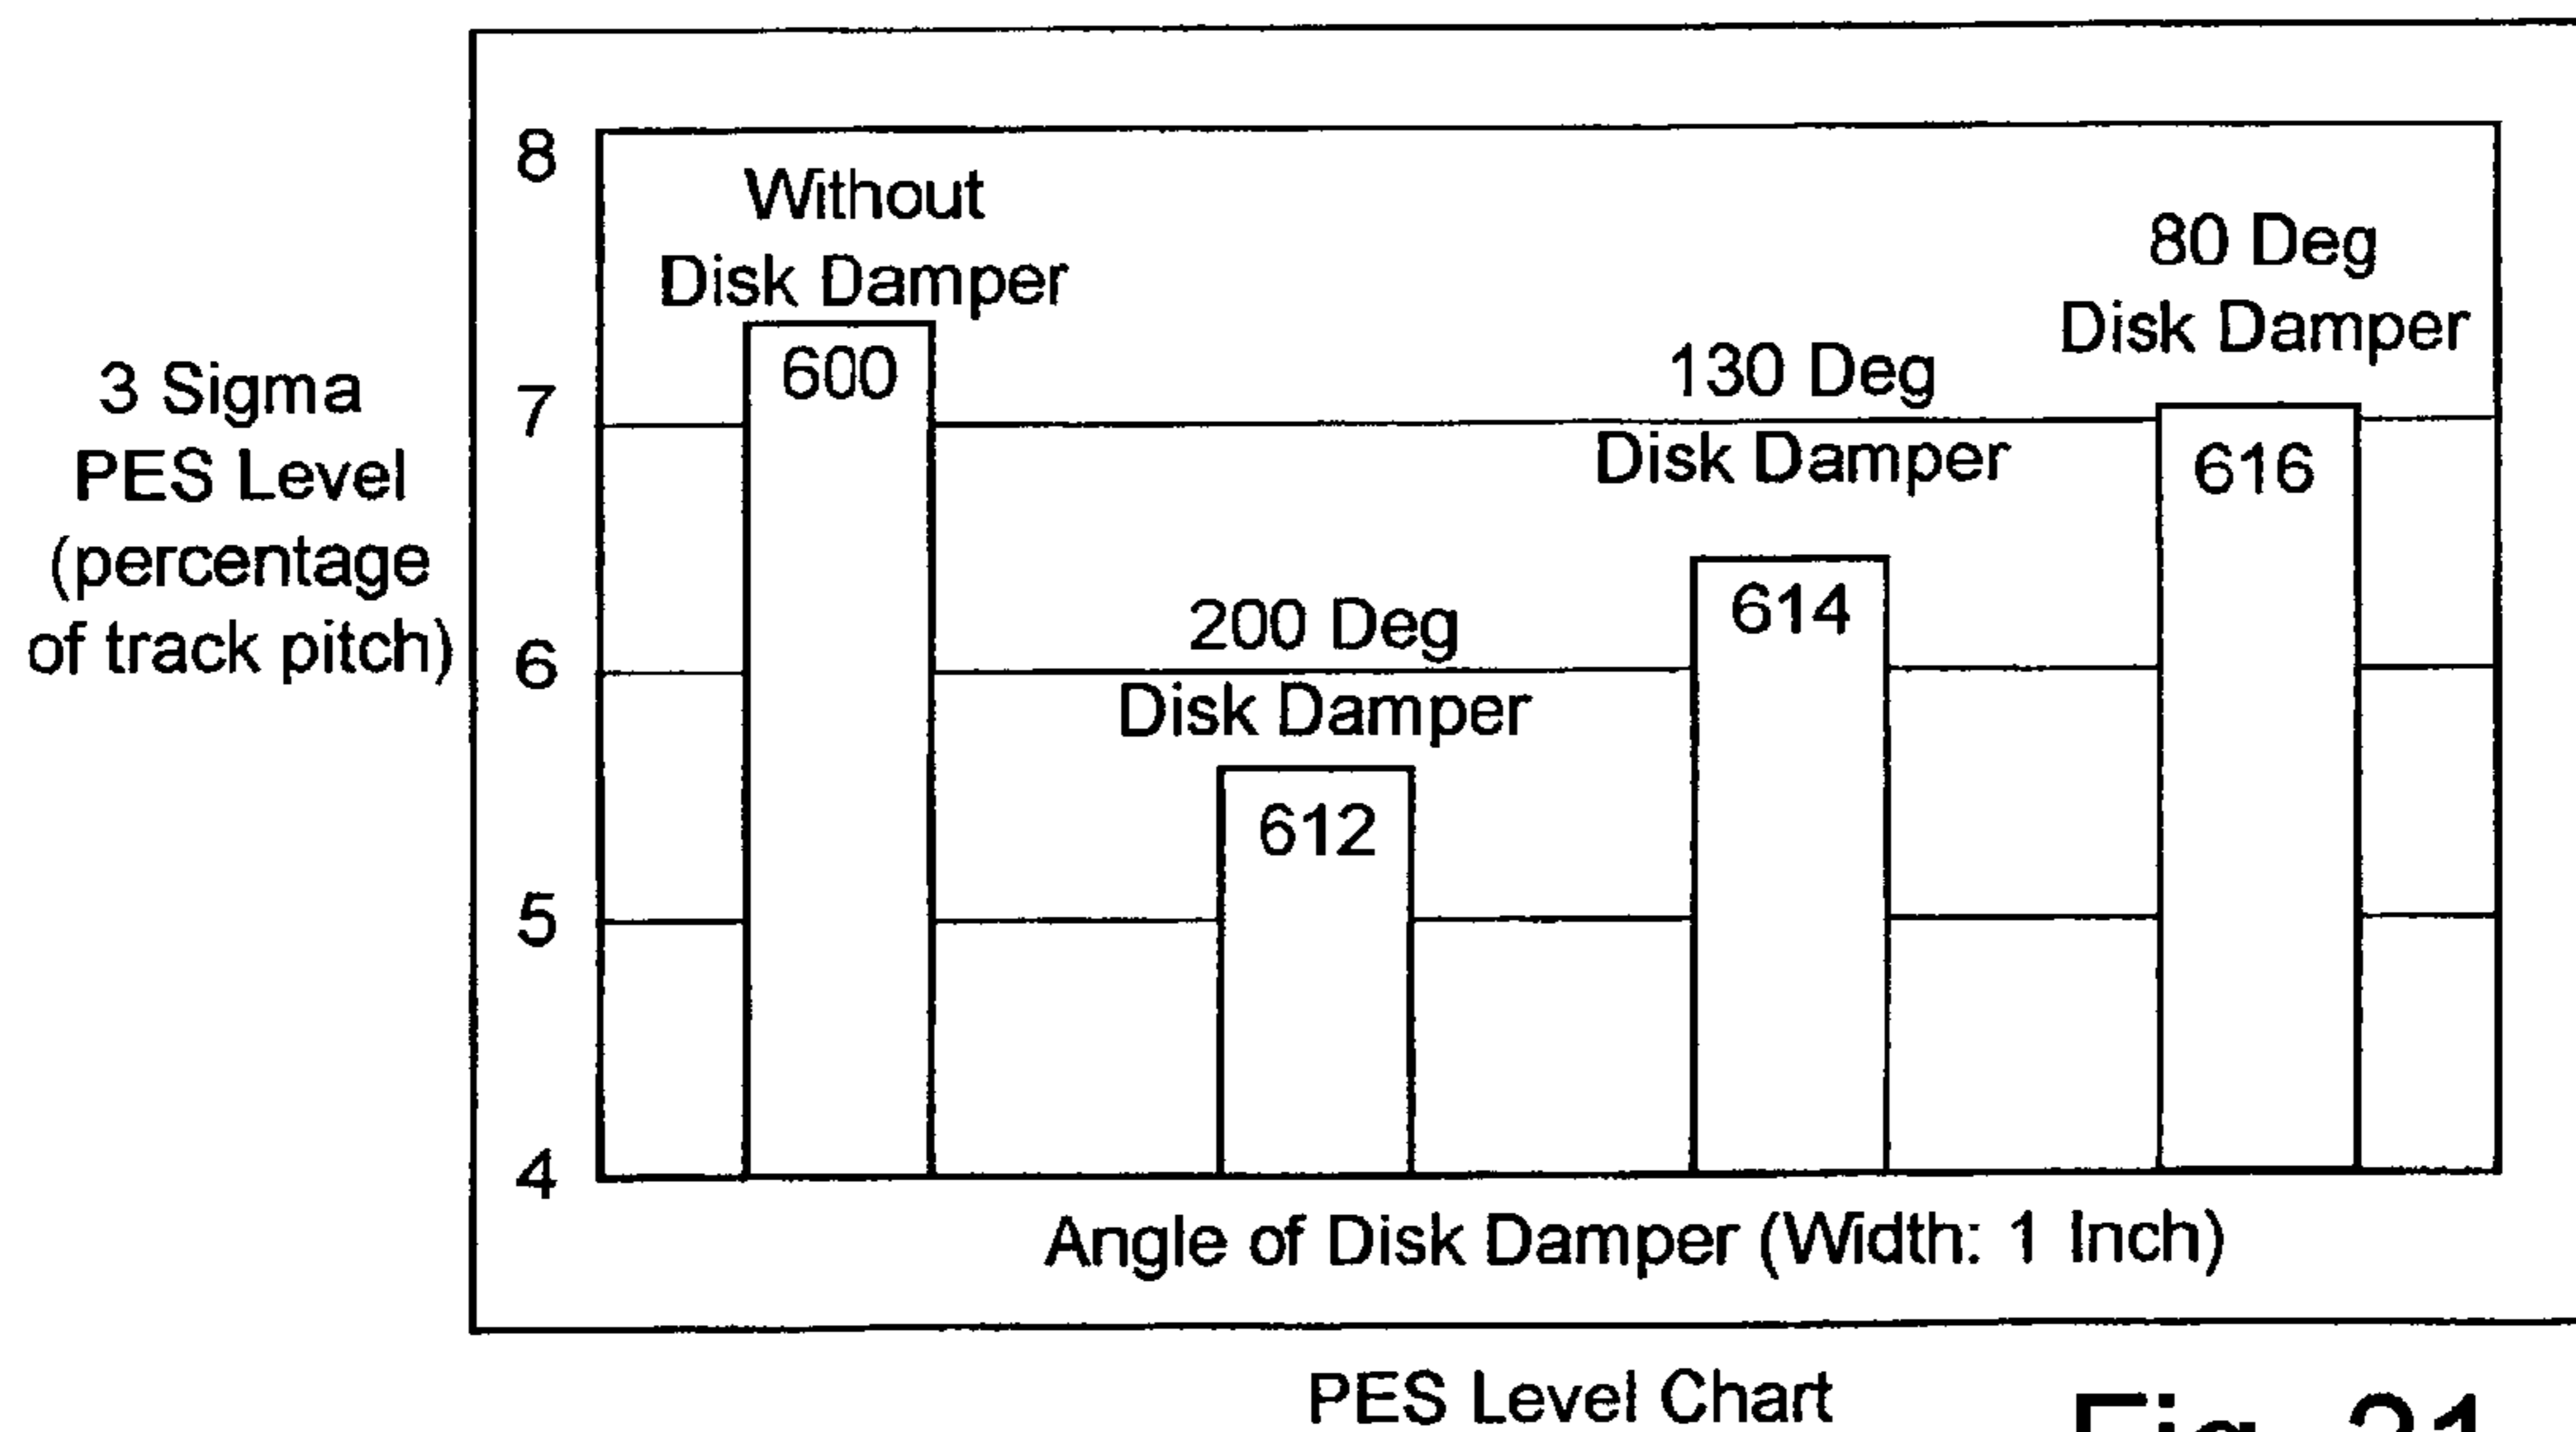 8
7
6
5
4
3 Sigma
PES Level
(percentage
of track pitch)
Without
Disk Damper
600
200 Deg
Disk Damper
612
130 Deg
Disk Damper
614
80 Deg
Disk Damper
616
Angle of Disk Damper (Width: 1 Inch)
PES Level Chart